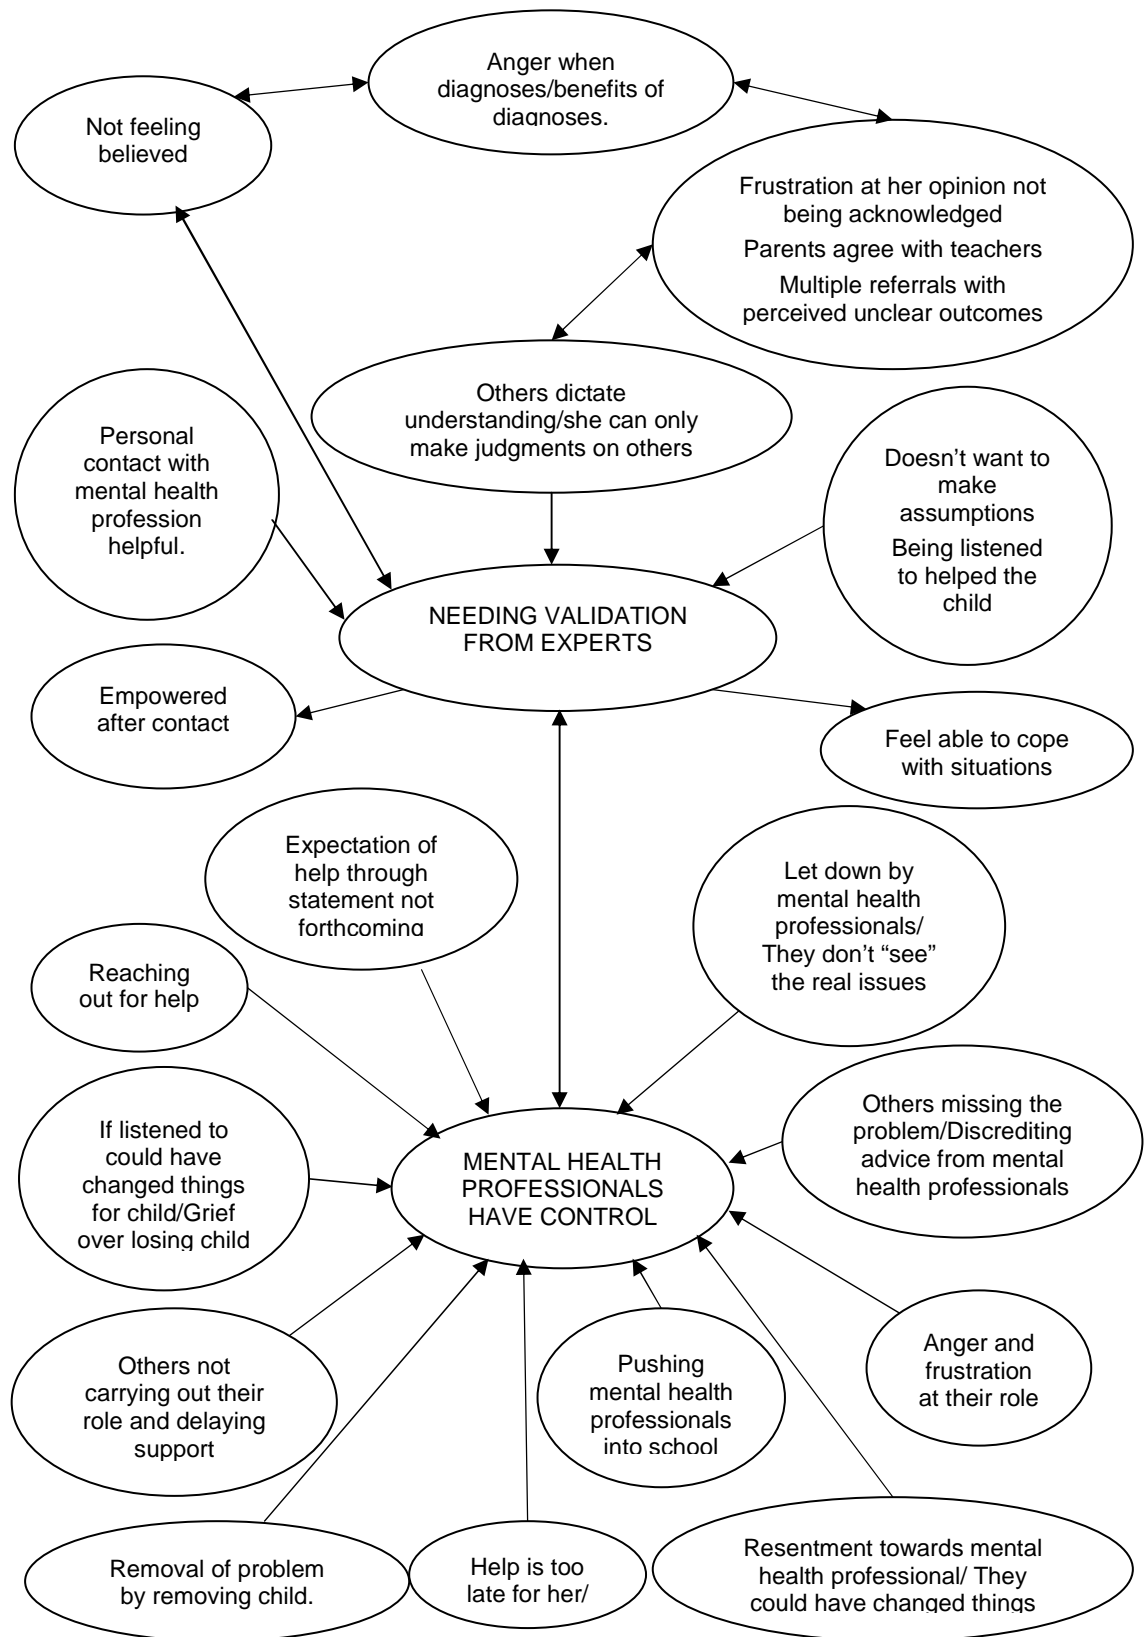 Anger when
diagnoses/benefits of
diagnoses.
Not feeling
believed
Frustration at her opinion not
being acknowledged
Parents agree with teachers
Multiple referrals with
perceived unclear outcomes
Others dictate
understanding/she can only
make judgments on others
Personal
contact with
mental health
profession
helpful.
Doesn’t want to
make
assumptions
Being listened
to helped the
child
NEEDING VALIDATION
FROM EXPERTS
Empowered
after contact
Feel able to cope
with situations
Expectation of
help through
statement not
forthcoming
Let down by
mental health
professionals/
They don’t “see”
the real issues
Reaching
out for help
Others missing the
problem/Discrediting
advice from mental
health professionals
If listened to
could have
changed things
for child/Grief
over losing child
MENTAL HEALTH
PROFESSIONALS
HAVE CONTROL
Anger and
frustration
at their role
Others not
carrying out their
role and delaying
support
Pushing
mental health
professionals
into school
Removal of problem
by removing child.
Help is too
late for her/
Resentment towards mental
health professional/ They
could have changed things